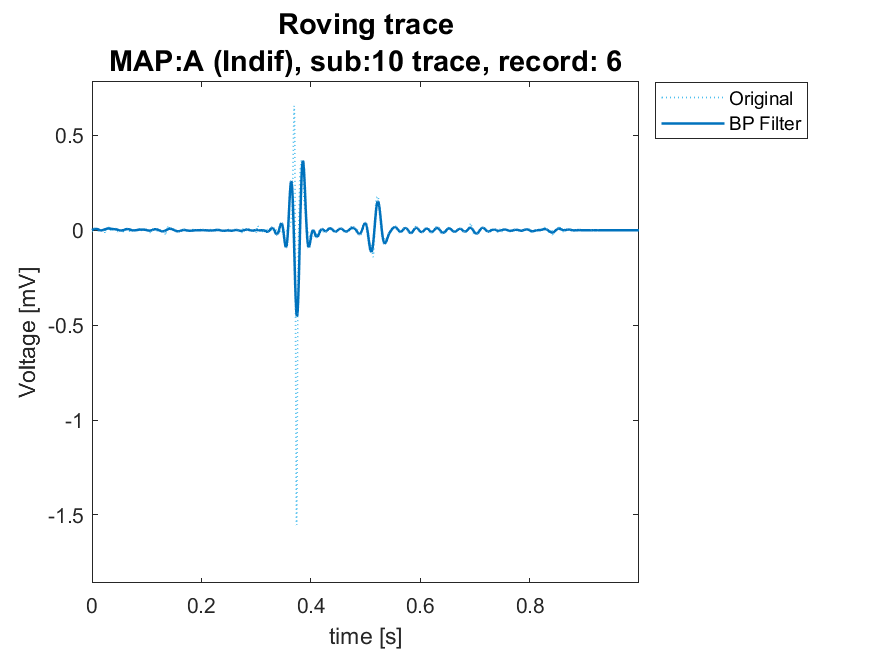 Roving trace
MAP:A (Indif), sub:10 trace, record: 6
Original
BP Filter
0.5
0
-0.5
-1
-1.5
Voltage [mV]
0
0.2
0.4
0.6
0.8
time [s]